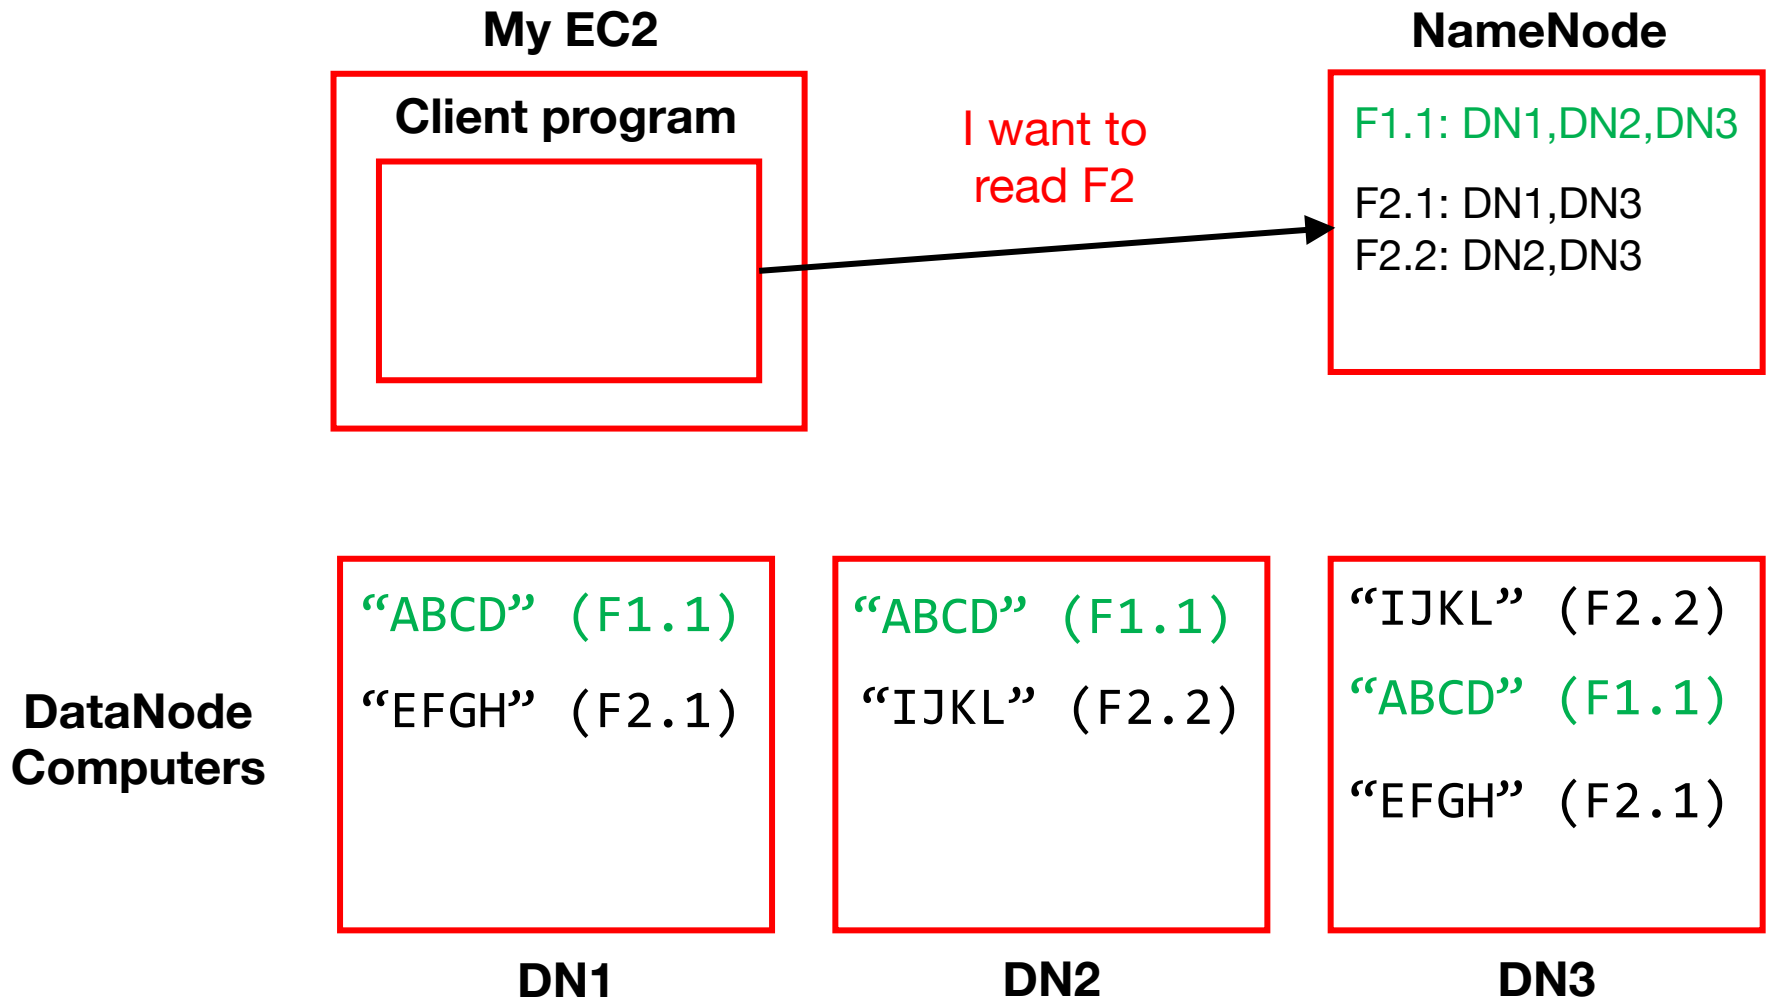 My EC2
NameNode
Client program
I want to
read F2
F1.1: DN1,DN2,DN3
F2.1: DN1,DN3
F2.2: DN2,DN3
DataNode
Computers
“ABCD” (F1.1)
“EFGH” (F2.1)
DN1
“ABCD” (F1.1)
“IJKL” (F2.2)
DN2
“IJKL” (F2.2)
“ABCD” (F1.1)
“EFGH” (F2.1)
DN3